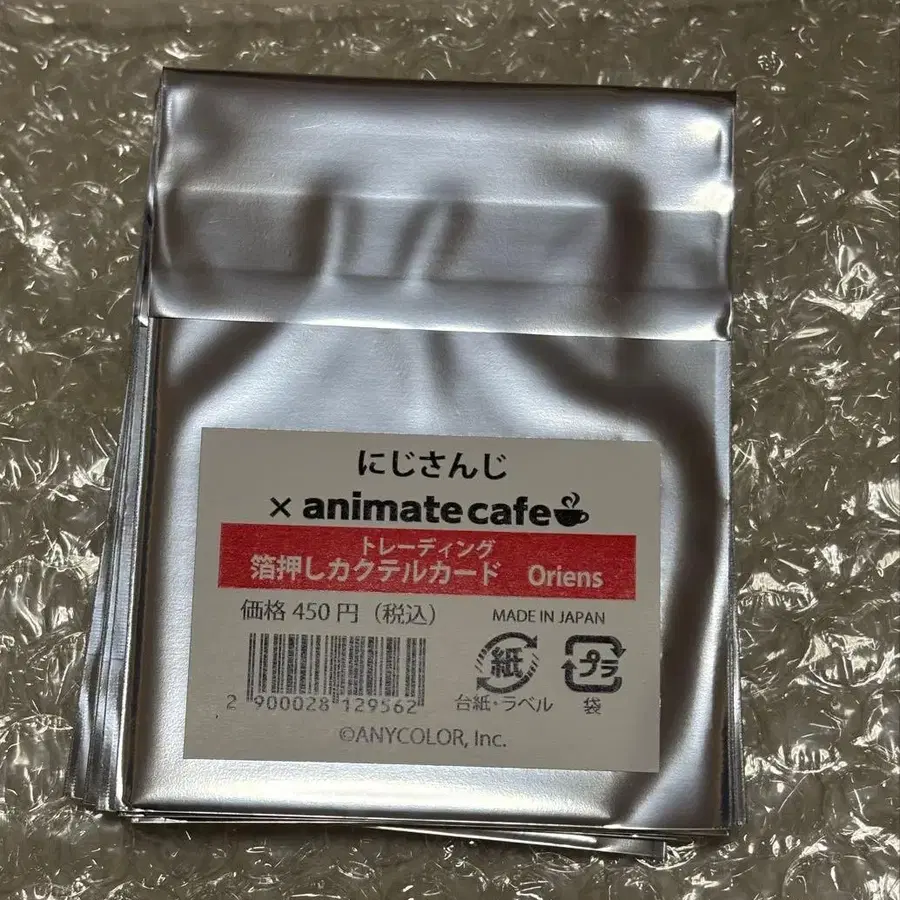 にじさんじ
× animatecafe
トレーディング
箔押しカクテルカード Oriens
価格 450 円（税込）
MADE IN JAPAN
紙
プラ
台紙・ラベル
袋
2 900028 129562
©ANYCOLOR, Inc.